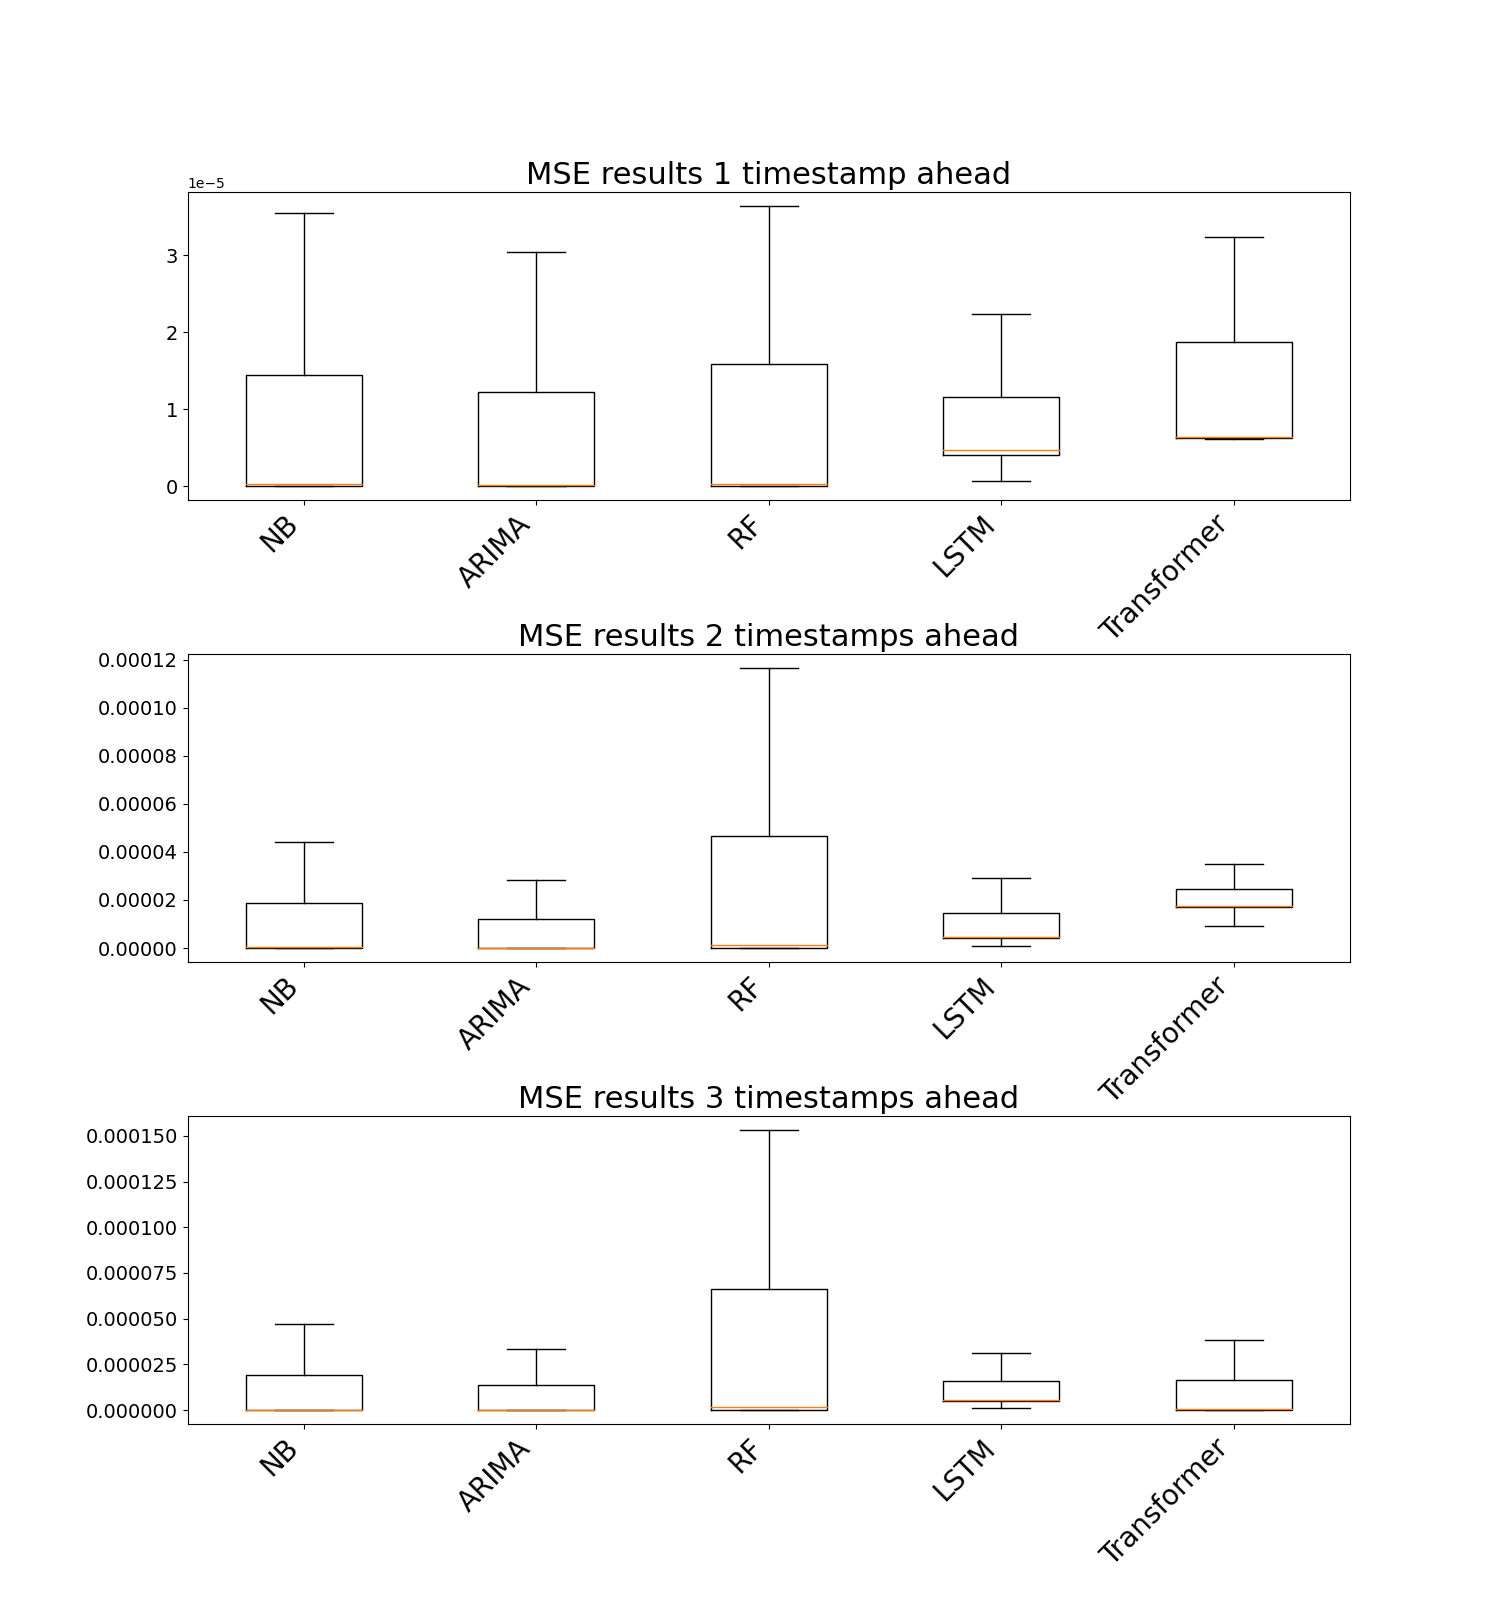 MSE results 1 timestamp ahead
1e−5
3
2
1
0
NB
ARIMA
RF
LSTM
Transformer
MSE results 2 timestamps ahead
0.00012
0.00010
0.00008
0.00006
0.00004
0.00002
0.00000
NB
ARIMA
RF
LSTM
Transformer
MSE results 3 timestamps ahead
0.000150
0.000125
0.000100
0.000075
0.000050
0.000025
0.000000
NB
ARIMA
RF
LSTM
Transformer